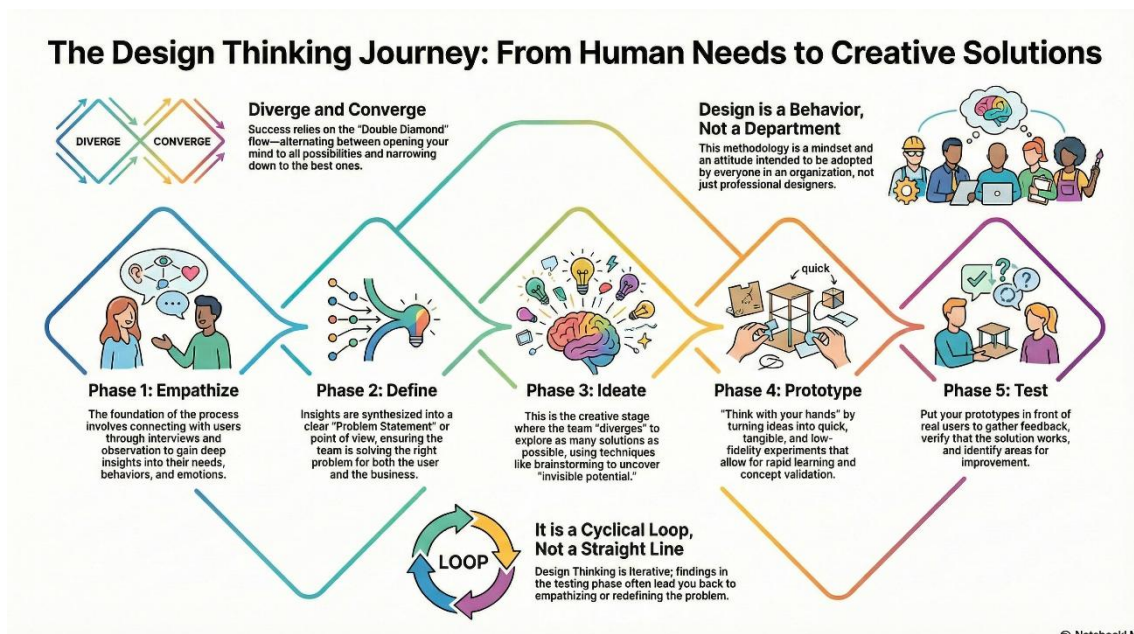 The Design Thinking Journey: From Human Needs to Creative Solutions
DIVERGE
CONVERGE
Diverge and Converge
Success relies on the "Double Diamond"
flow—alternating between opening your
mind to all possibilities and narrowing
down to the best ones.
Design is a Behavior,
Not a Department
This methodology is a mindset and
an attitude intended to be adopted
by everyone in an organization, not
just professional designers.
Phase 1: Empathize
The foundation of the process
involves connecting with users
through interviews and
observation to gain deep
insights into their needs,
behaviors, and emotions.
Phase 2: Define
Insights are synthesized into a
clear "Problem Statement" or
point of view, ensuring the
team is solving the right
problem for both the user
and the business.
Phase 3: Ideate
This is the creative stage
where the team "diverges" to
explore as many solutions as
possible, using techniques
like brainstorming to uncover
"invisible potential."
quick
Phase 4: Prototype
"Think with your hands" by
turning ideas into quick,
tangible, and low-
fidelity experiments that
allow for rapid learning and
concept validation.
Phase 5: Test
Put your prototypes in front of
real users to gather feedback,
verify that the solution works,
and identify areas for
improvement.
LOOP
It is a Cyclical Loop,
Not a Straight Line
Design Thinking is Iterative; findings in
the testing phase often lead you back to
empathizing or redefining the problem.